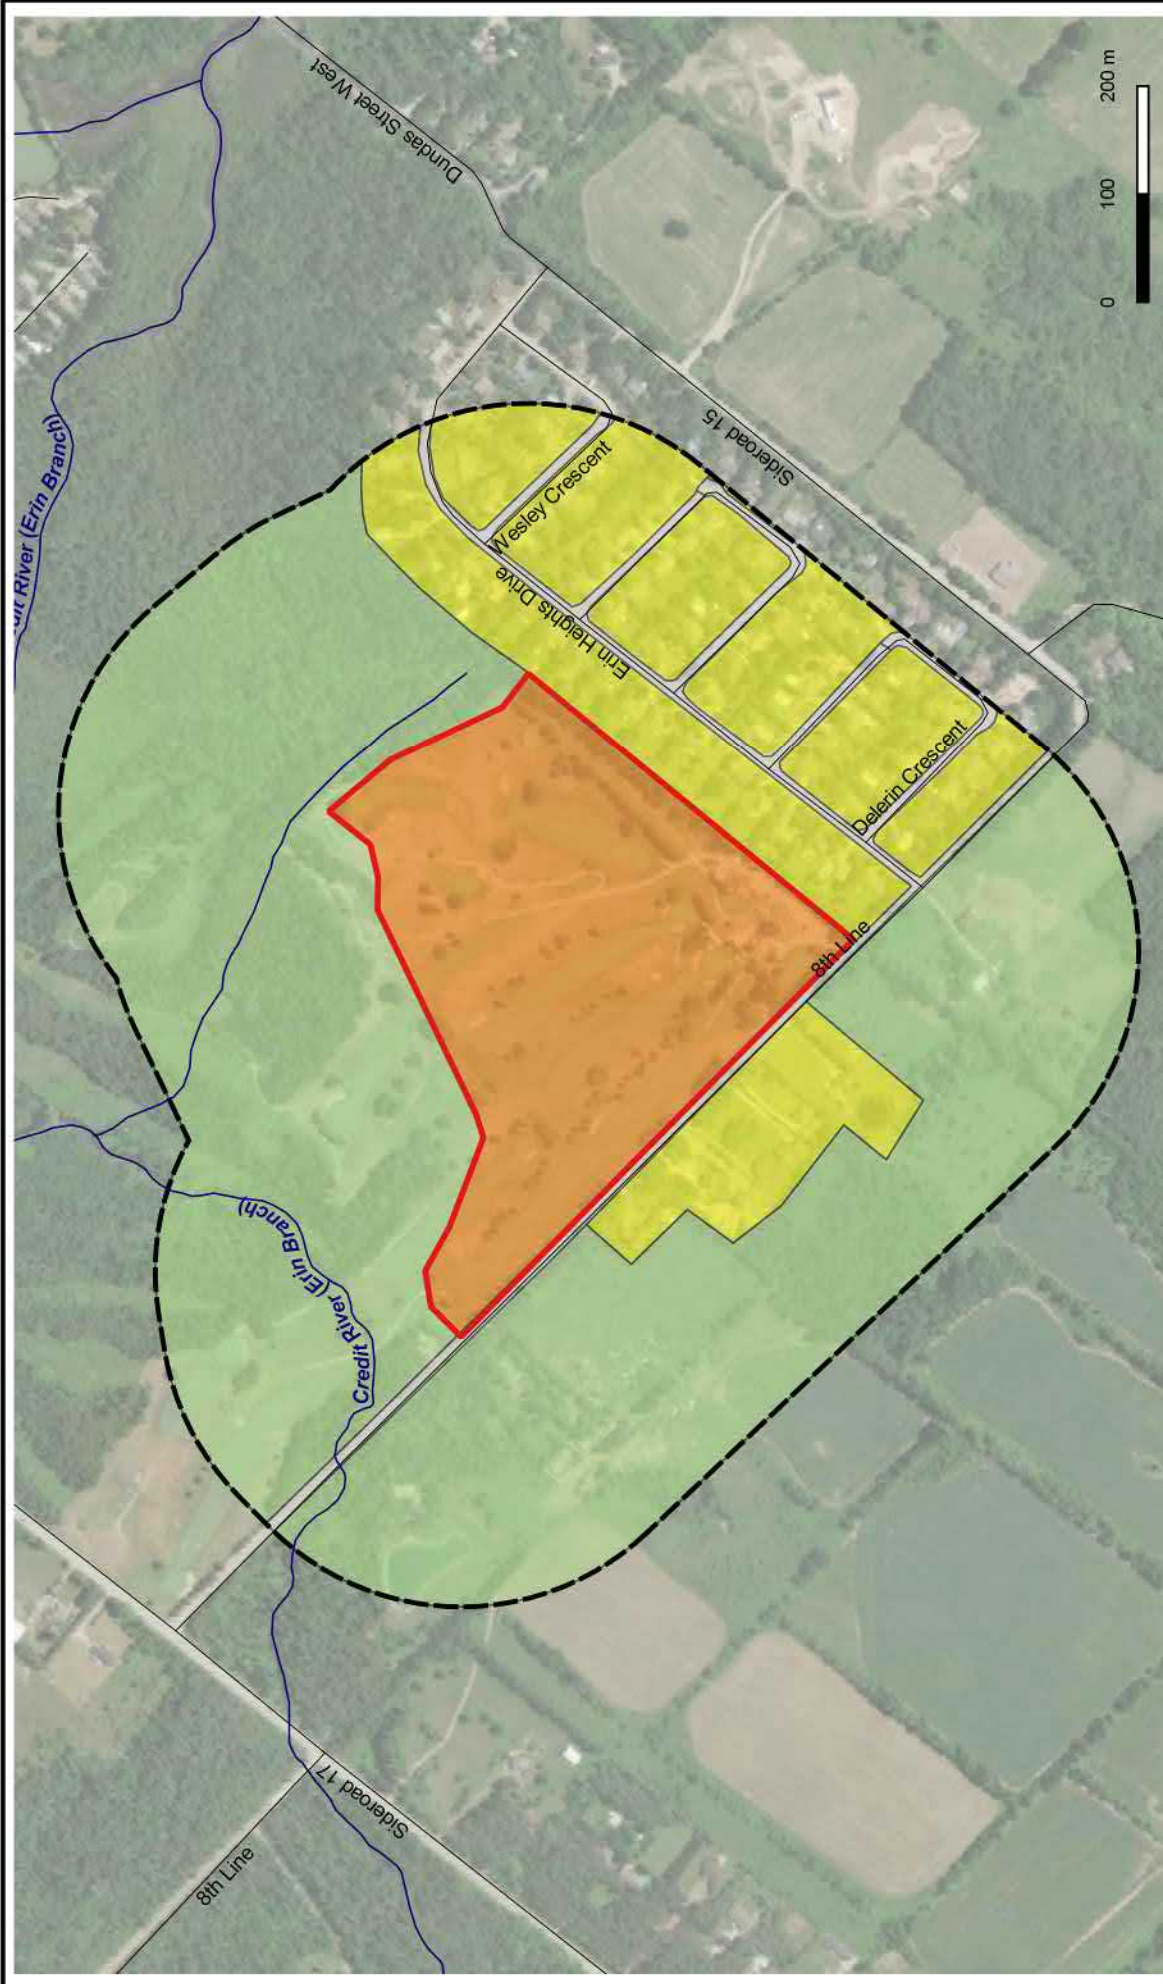 Dundas Street West
200 m
100
0
dit River (Erin Branch)
Sideroad 15
Wesley Crescent
Erin Heights Drive
Delerin Crescent
8th Line
Credit River (Erin Branch)
Sideroad 17
8th Line